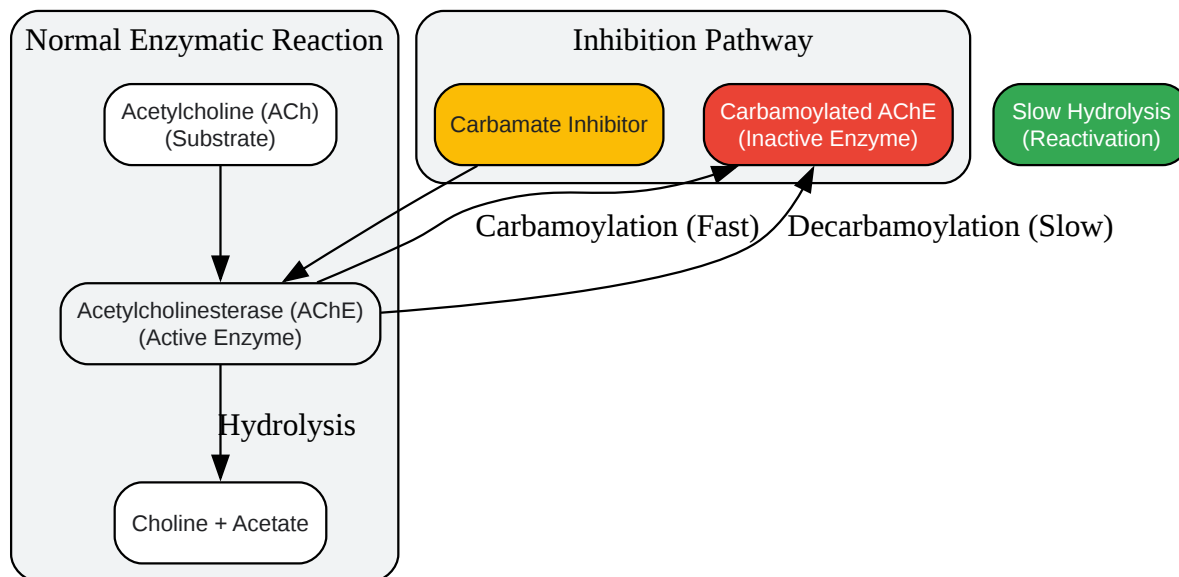 Normal Enzymatic Reaction
Inhibition Pathway
Acetylcholine (ACh)
(Substrate)
Carbamate Inhibitor
Carbamoylated AChE
(Inactive Enzyme)
Slow Hydrolysis
(Reactivation)
Carbamoylation (Fast)
Decarbamoylation (Slow)
Acetylcholinesterase (AChE)
(Active Enzyme)
Hydrolysis
Choline + Acetate